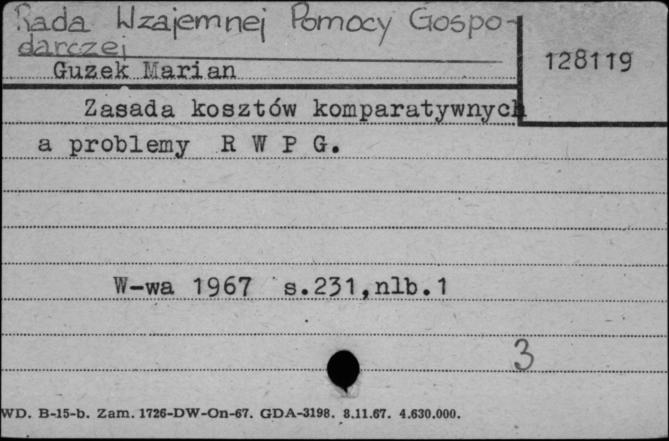 Rada Wzajemnej Pomocy Gospo-
darczej
128119
Guzek Marian
Zasada kosztów komparatywnych
a problemy R W P G.
W-wa 1967 s.231,nlb.1
3
WD. B-15-b. Zam. 1726-DW-On-67. GDA-3198. 8.11.67. 4.630.000.